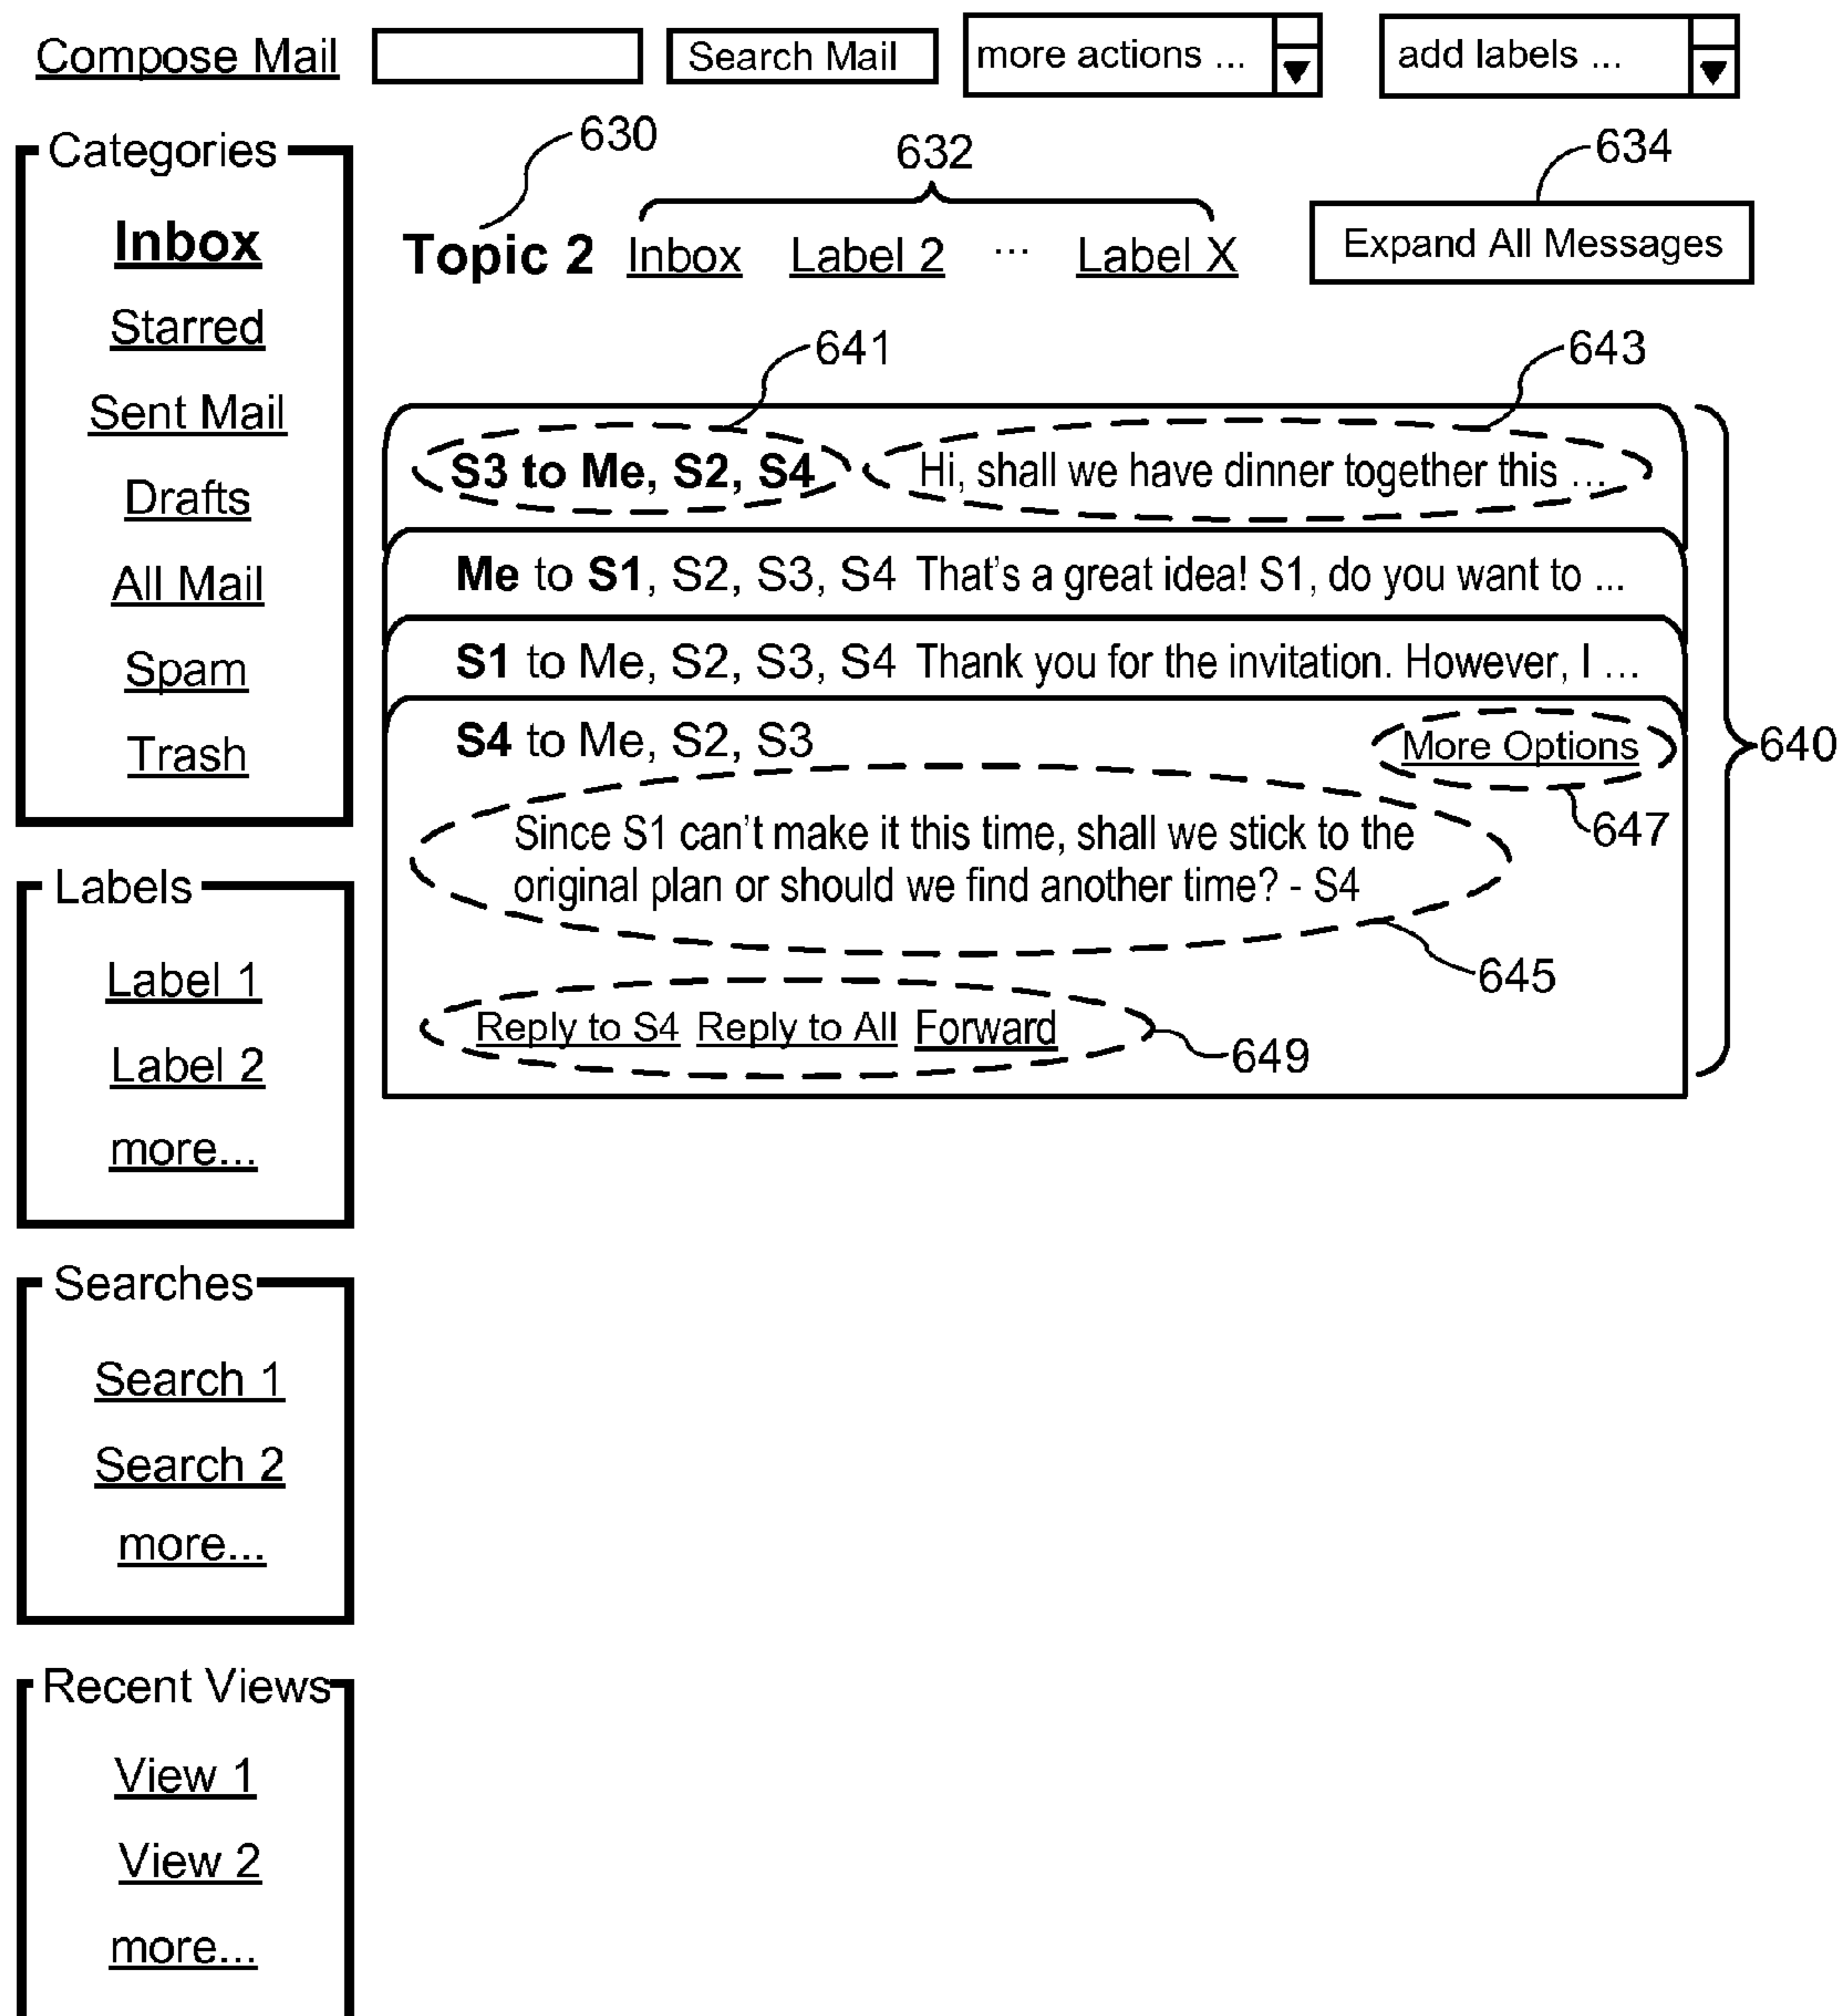 Compose Mail Search Mail more actions ... add labels ...
630
632
634
Categories
Inbox
Starred
Sent Mail
Drafts
All Mail
Spam
Trash
Topic 2 Inbox Label 2 ... Label X Expand All Messages
641
643
S3 to Me, S2, S4 Hi, shall we have dinner together this ...
Me to S1, S2, S3, S4 That's a great idea! S1, do you want to ...
S1 to Me, S2, S3, S4 Thank you for the invitation. However, I ...
S4 to Me, S2, S3 More Options
640
647
Since S1 can't make it this time, shall we stick to the
original plan or should we find another time? - S4
645
Reply to S4 Reply to All Forward
649
Labels
Label 1
Label 2
more...
Searches
Search 1
Search 2
more...
Recent Views
View 1
View 2
more...